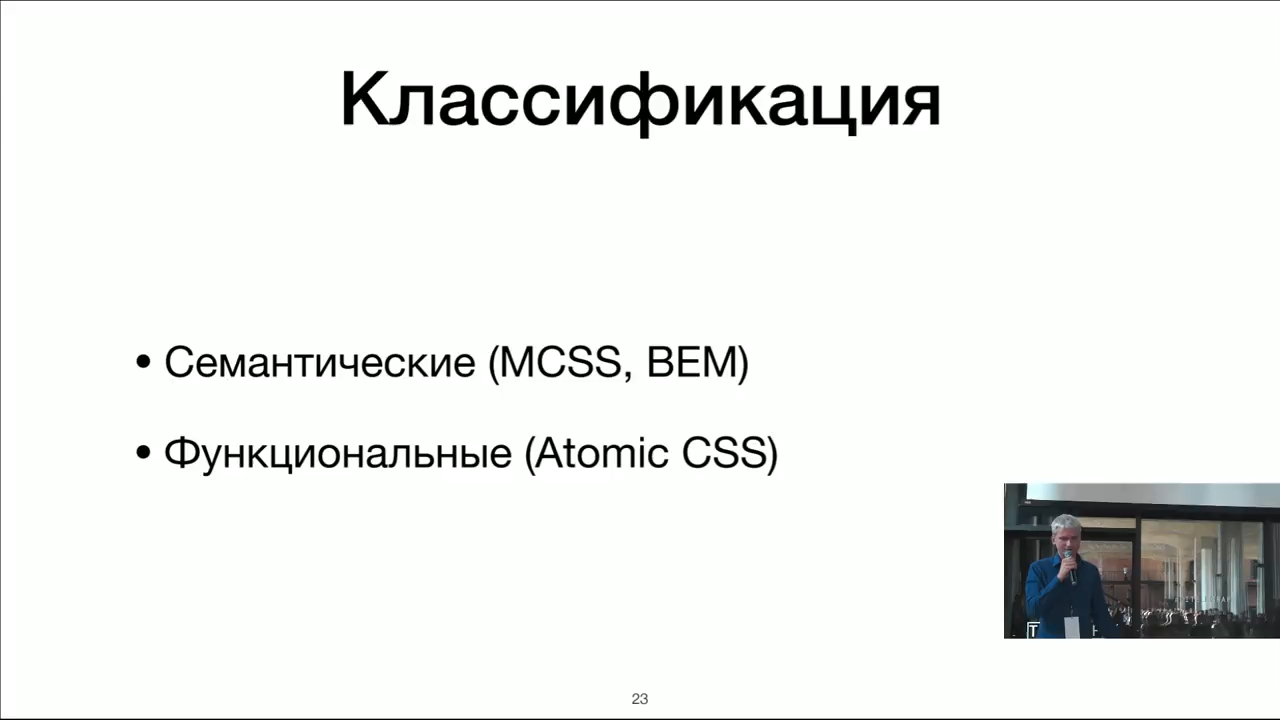 Классификация
• Семантические (MCSS, BEM)
• Функциональные (Atomic CSS)
23